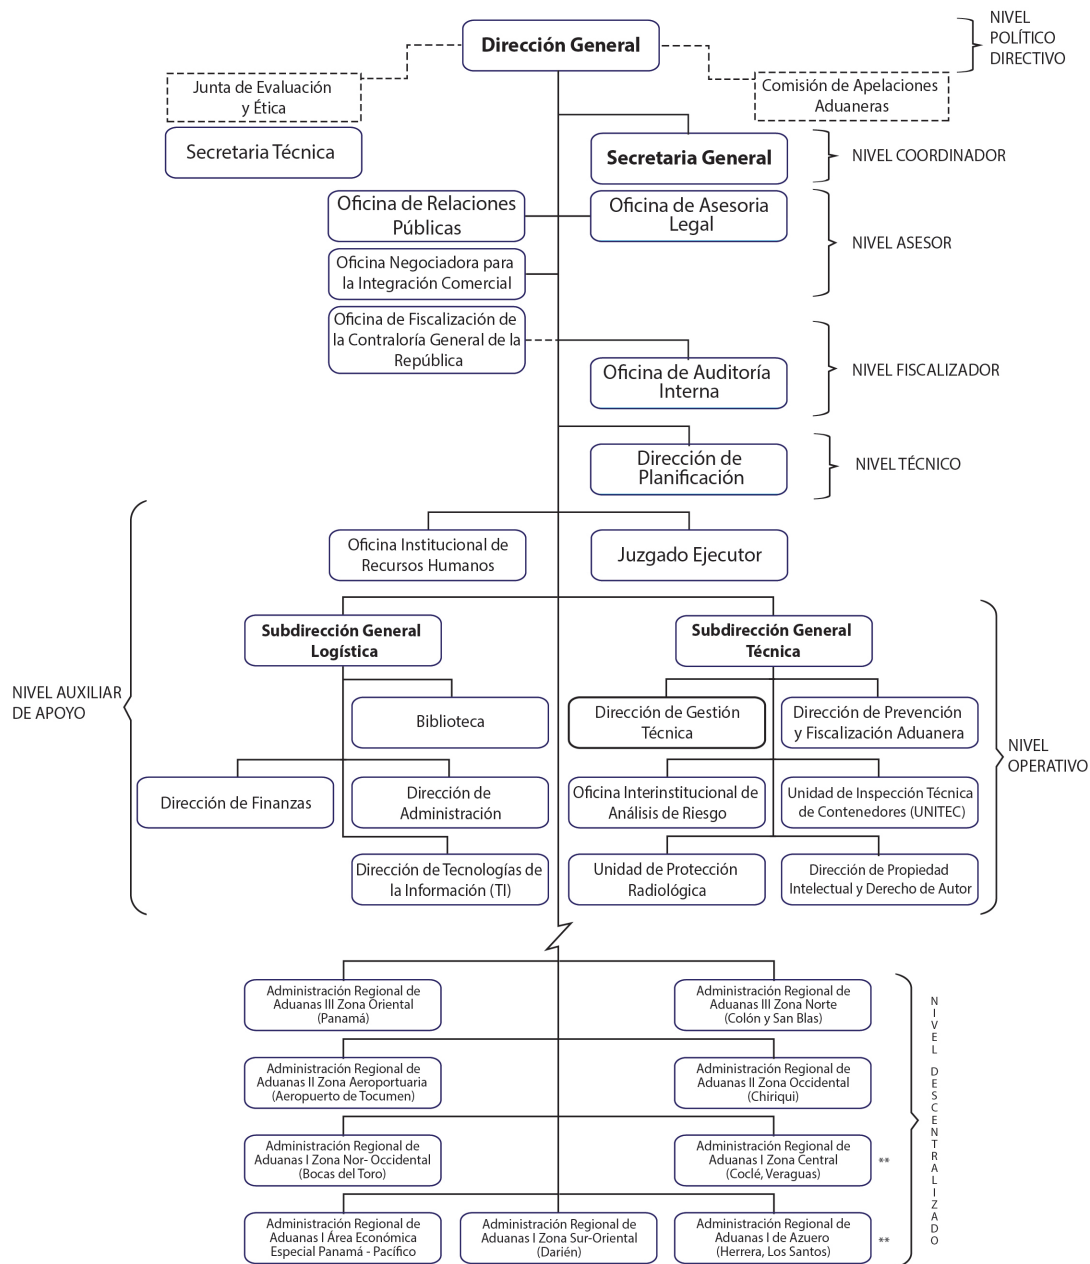 Dirección General
NIVEL
POLÍTICO
DIRECTIVO
Junta de Evaluación
y Ética
Comisión de Apelaciones
Aduaneras
Secretaria Técnica
Secretaria General
NIVEL COORDINADOR
Oficina de Relaciones
Públicas
Oficina de Asesoria
Legal
NIVEL ASESOR
Oficina Negociadora para
la Integración Comercial
Oficina de Fiscalización de
la Contraloría General de la
República
Oficina de Auditoría
Interna
NIVEL FISCALIZADOR
Dirección de
Planificación
NIVEL TÉCNICO
Oficina Institucional de
Recursos Humanos
Juzgado Ejecutor
Subdirección General
Logística
Subdirección General
Técnica
NIVEL AUXILIAR
DE APOYO
Biblioteca
Dirección de Gestión
Técnica
Dirección de Prevención
y Fiscalización Aduanera
NIVEL
OPERATIVO
Dirección de Finanzas
Dirección de
Administración
Oficina Interinstitucional de
Análisis de Riesgo
Unidad de Inspección Técnica
de Contenedores (UNITEC)
Dirección de Tecnologías de
la Información (TI)
Unidad de Protección
Radiológica
Dirección de Propiedad
Intelectual y Derecho de Autor
Administración Regional de
Aduanas III Zona Oriental
(Panamá)
Administración Regional de
Aduanas III Zona Norte
(Colón y San Blas)
NIVEL DESCENTRALIZADO
Administración Regional de
Aduanas II Zona Aeroportuaria
(Aeropuerto de Tocumen)
Administración Regional de
Aduanas II Zona Occidental
(Chiriqui)
Administración Regional de
Aduanas I Zona Nor- Occidental
(Bocas del Toro)
Administración Regional de
Aduanas I Zona Central
(Coclé, Veraguas)
**
Administración Regional de
Aduanas I Área Económica
Especial Panamá - Pacífico
Administración Regional de
Aduanas I Zona Sur-Oriental
(Darién)
Administración Regional de
Aduanas I de Azuero
(Herrera, Los Santos)
**